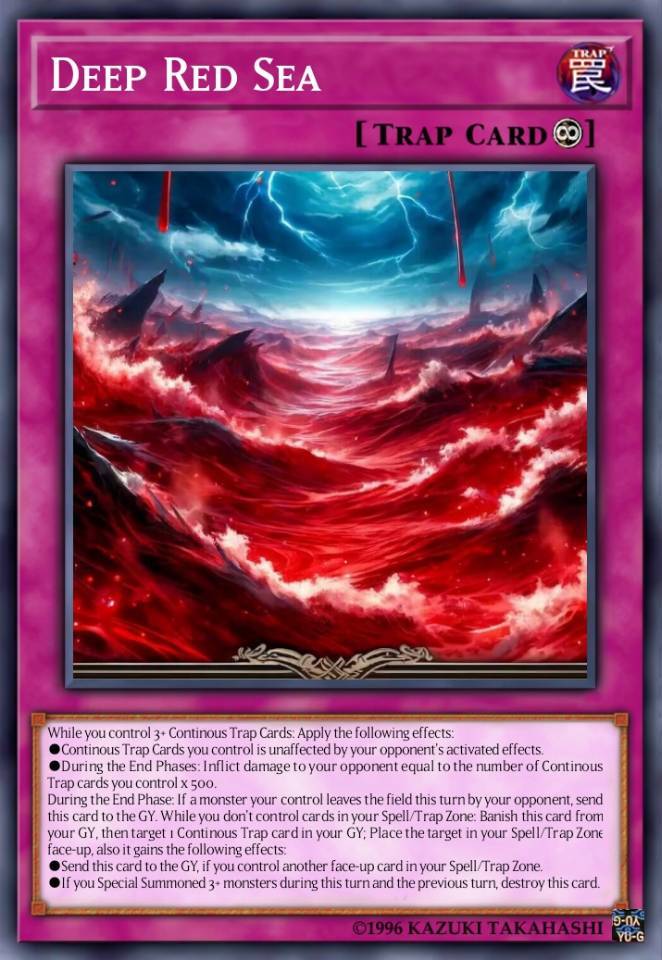 Deep Red Sea
TRAP
罠
[ Trap Card ]
While you control 3+ Continous Trap Cards: Apply the following effects:
●Continous Trap Cards you control is unaffected by your opponent's activated effects.
●During the End Phases: Inflict damage to your opponent equal to the number of Continous
Trap cards you control x 500.
During the End Phase: If a monster your control leaves the field this turn by your opponent, send
this card to the GY. While you don't control cards in your Spell/Trap Zone: Banish this card from
your GY, then target 1 Continous Trap card in your GY; Place the target in your Spell/Trap Zone
face-up, also it gains the following effects:
●Send this card to the GY, if you control another face-up card in your Spell/Trap Zone.
●If you Special Summoned 3+ monsters during this turn and the previous turn, destroy this card.
©1996 KAZUKI TAKAHASHI